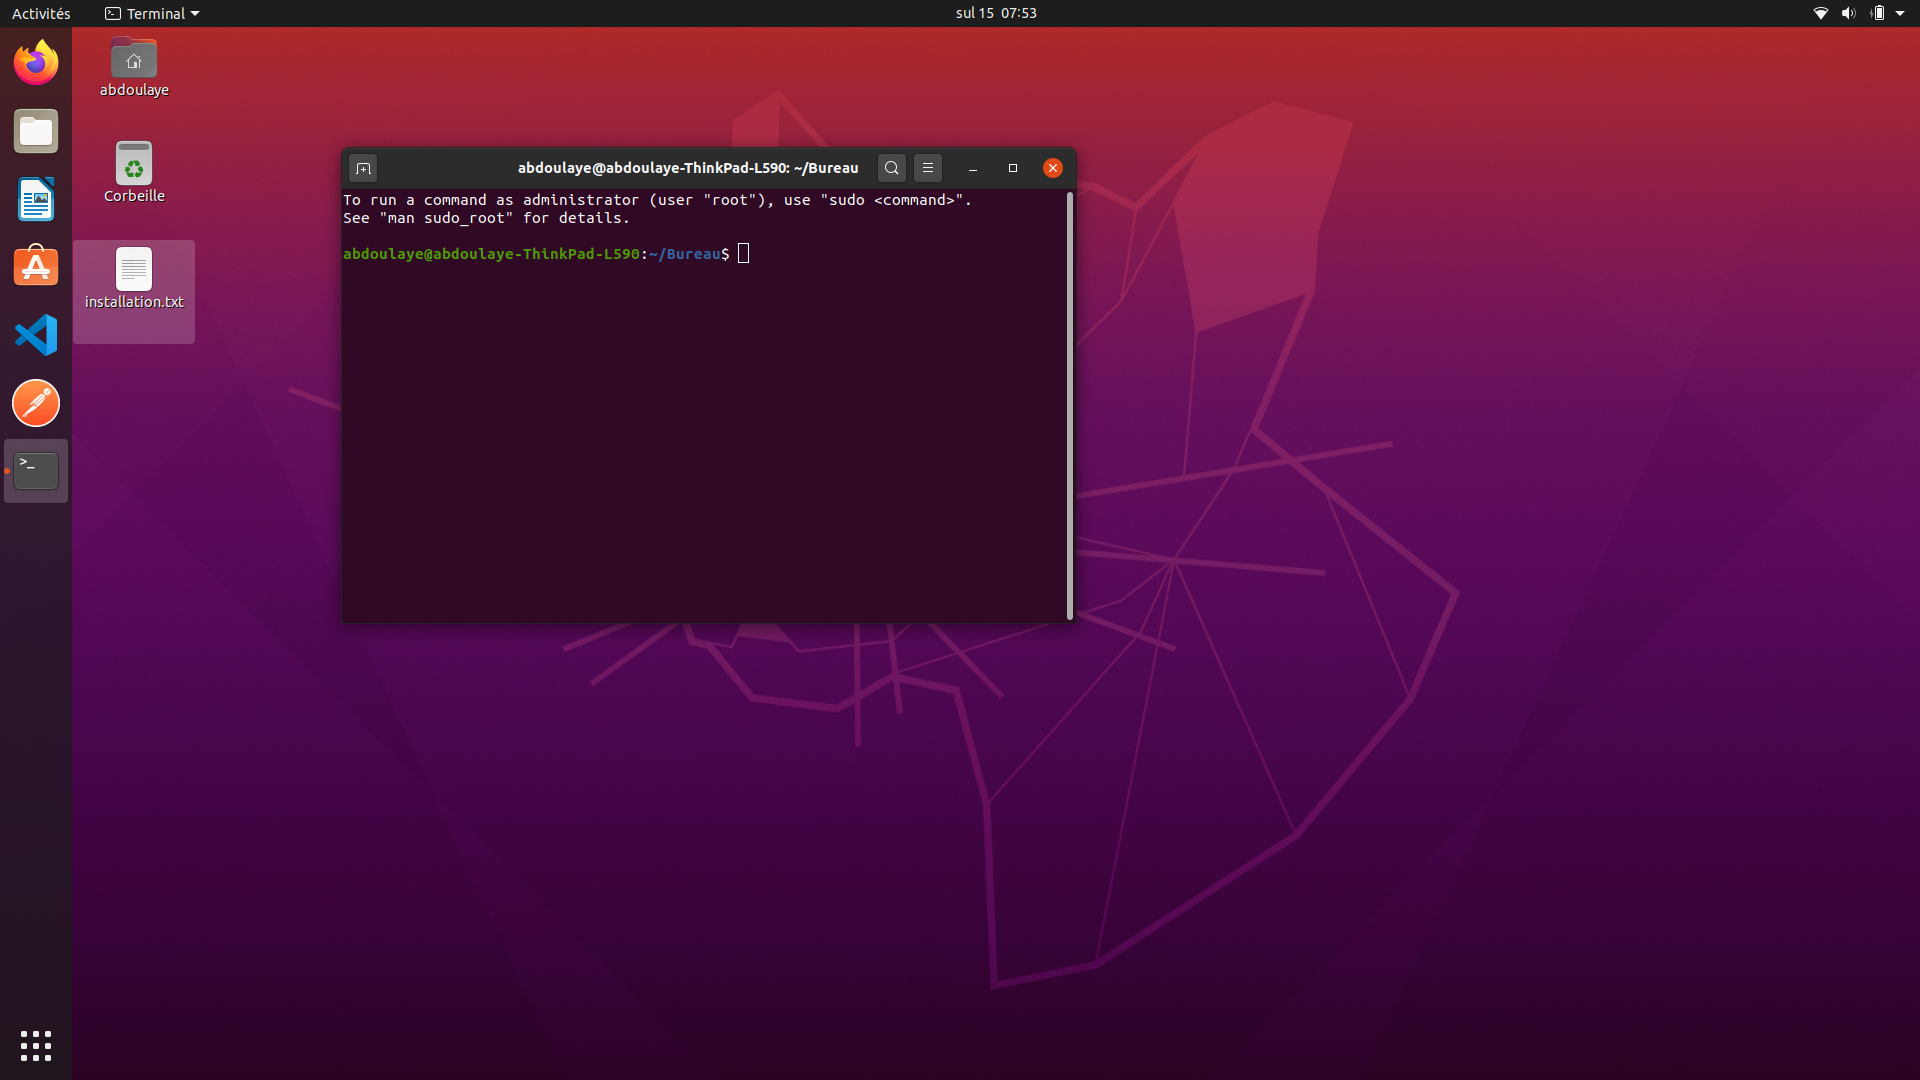 Activités
Terminal
sul 15 07:53
abdoulaye
Corbeille
installation.txt
abdoulaye@abdoulaye-ThinkPad-L590: ~/Bureau
To run a command as administrator (user "root"), use "sudo <command>".
See "man sudo_root" for details.
abdoulaye@abdoulaye-ThinkPad-L590:~/Bureau$